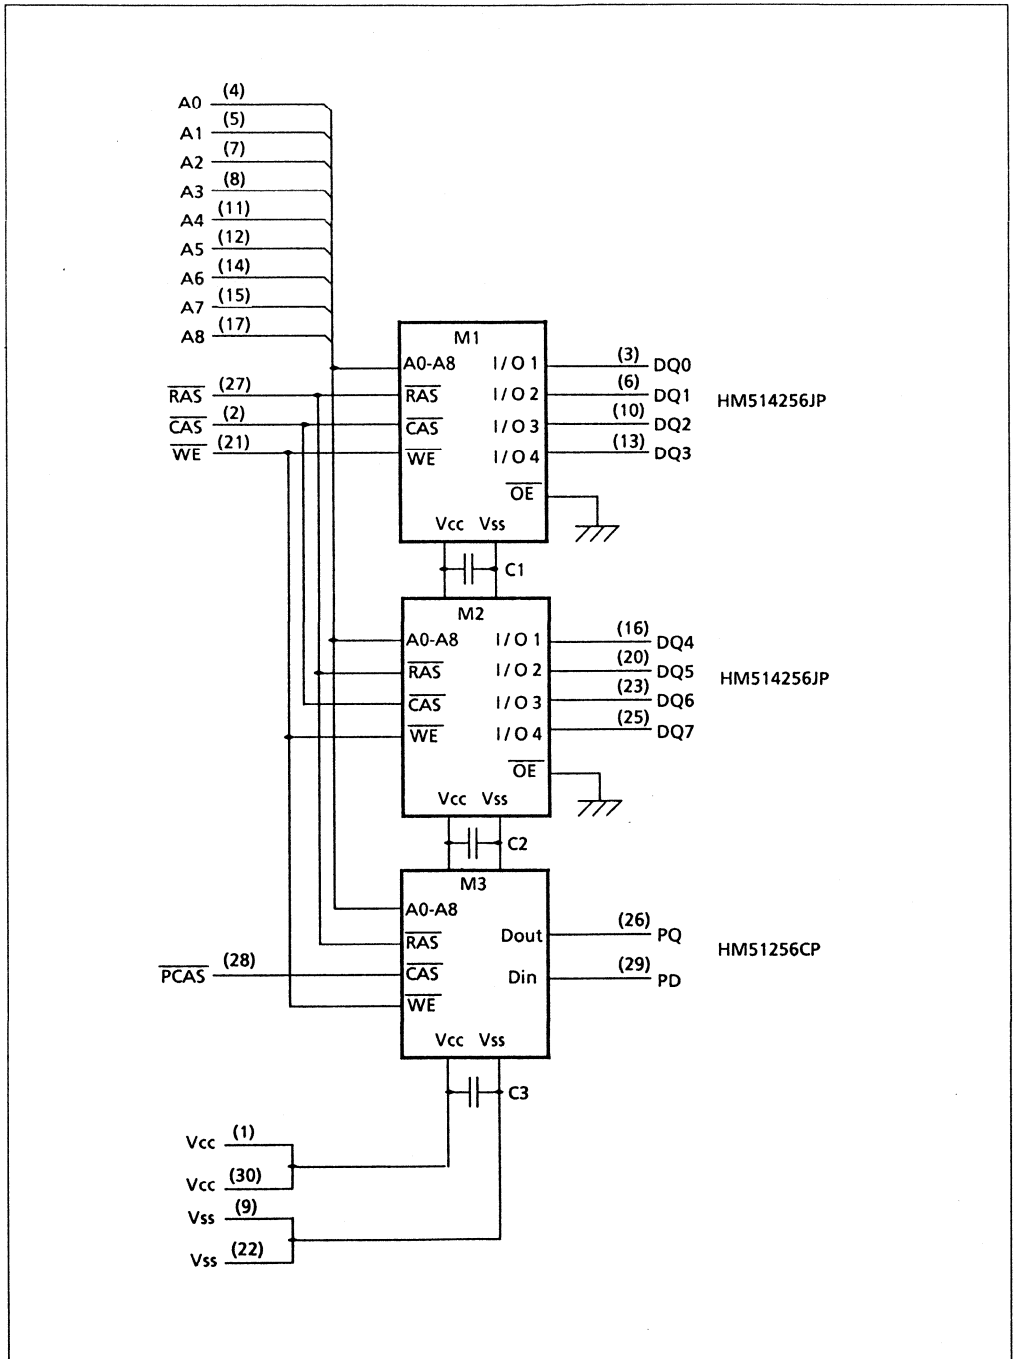 A0 (4)
A1 (5)
A2 (7)
A3 (8)
A4 (11)
A5 (12)
A6 (14)
A7 (15)
A8 (17)
RAS (27)
CAS (2)
WE (21)
M1
A0-A8 I/O 1 (3) DQ0
RAS I/O 2 (6) DQ1
CAS I/O 3 (10) DQ2
WE I/O 4 (13) DQ3
OE
Vcc Vss
HM514256JP
C1
M2
A0-A8 I/O 1 (16) DQ4
RAS I/O 2 (20) DQ5
CAS I/O 3 (23) DQ6
WE I/O 4 (25) DQ7
OE
Vcc Vss
HM514256JP
C2
M3
A0-A8
RAS Dout (26) PQ
PCAS (28) CAS Din (29) PD
WE
Vcc Vss
HM51256CP
C3
Vcc (1)
Vcc (30)
Vss (9)
Vss (22)